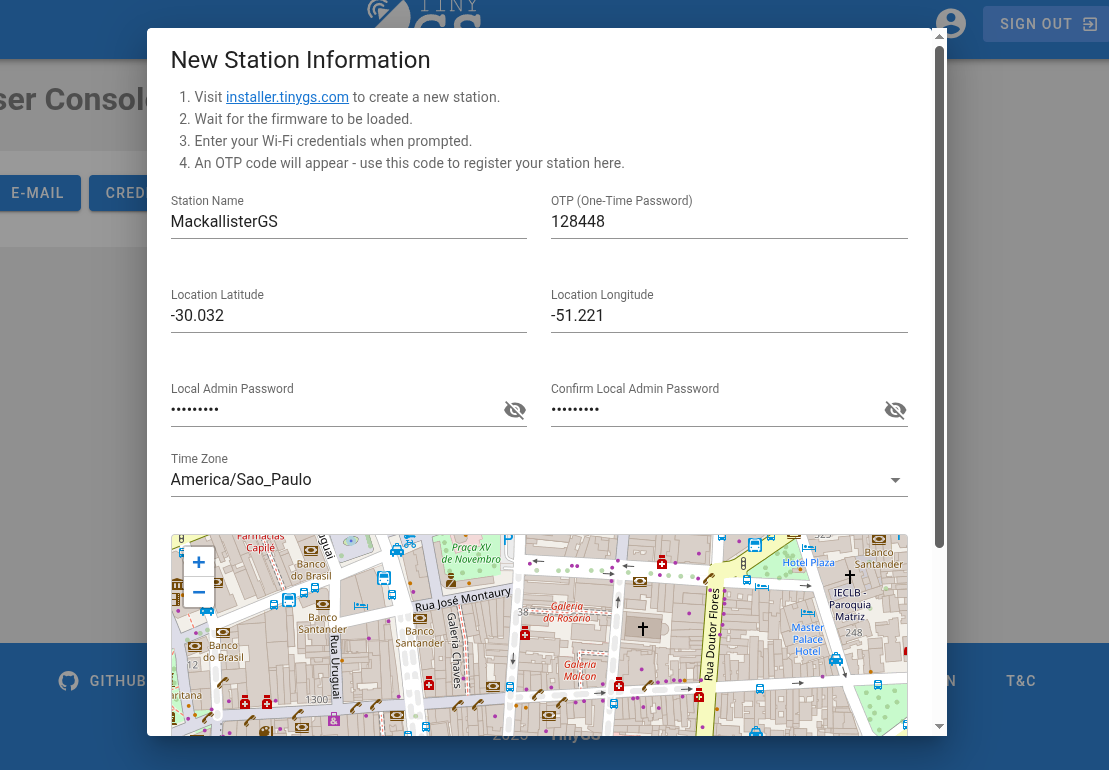 TINY
GS
SIGN OUT
ser Consol
E-MAIL
CRED
New Station Information
1. Visit installer.tinygs.com to create a new station.
2. Wait for the firmware to be loaded.
3. Enter your Wi-Fi credentials when prompted.
4. An OTP code will appear - use this code to register your station here.
Station Name
MackallisterGS
OTP (One-Time Password)
128448
Location Latitude
-30.032
Location Longitude
-51.221
Local Admin Password
•••••••••
Confirm Local Admin Password
•••••••••
Time Zone
America/Sao_Paulo
+
−
Farmácias
Capilé
Banco
do Brasil
Praça XV
de Novembro
P
525
Banco
Santander
Hotel Plaza
IECLB -
Paroquia
Matriz
Rua José Montaury
38
Galeria
do Rosário
Banco
Santander
Banco
Santander
Galeria Chaves
Rua Doutor Flores
Master
Palace
Hotel
248
Banco
do Brasil
12
Rua Uruguai
Galeria
Malcon
1300
ritana
GITHUB
N
T&C
TinyGS